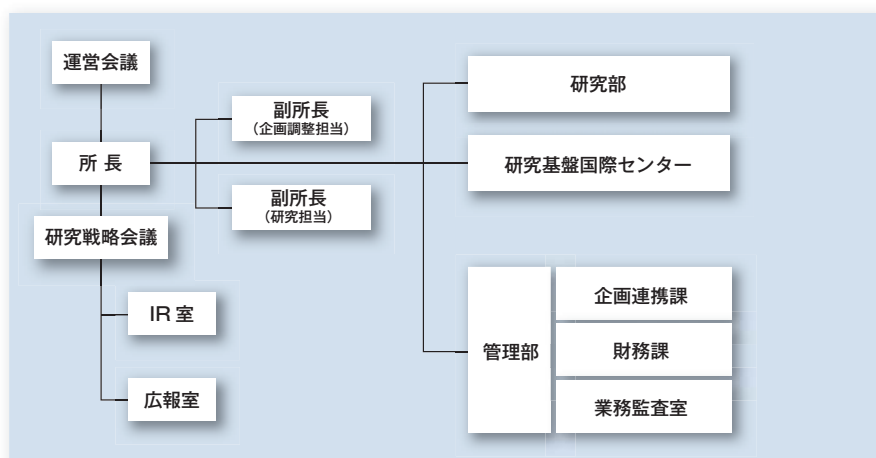 運営会議
所 長
研究戦略会議
IR 室
広報室
副所長
（企画調整担当）
副所長
（研究担当）
研究部
研究基盤国際センター
管理部
企画連携課
財務課
業務監査室